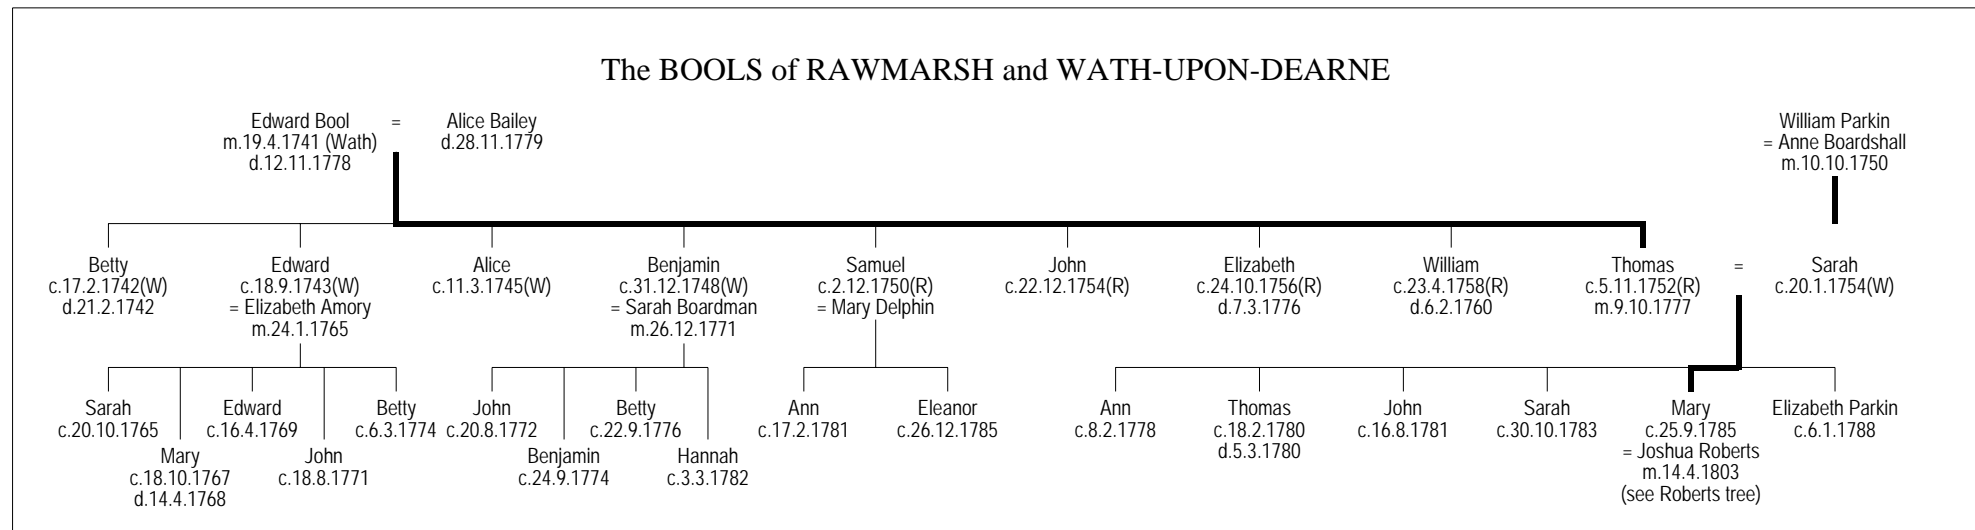 The BOOLS of RAWMARSH and WATH-UPON-DEARNE
Edward Bool = Alice Bailey
m.19.4.1741 (Wath) d.28.11.1779
d.12.11.1778
William Parkin
= Anne Boardshall
m.10.10.1750
Betty
c.17.2.1742(W)
d.21.2.1742
Edward
c.18.9.1743(W)
= Elizabeth Amory
m.24.1.1765
Alice
c.11.3.1745(W)
Benjamin
c.31.12.1748(W)
= Sarah Boardman
m.26.12.1771
Samuel
c.2.12.1750(R)
= Mary Delphin
John
c.22.12.1754(R)
Elizabeth
c.24.10.1756(R)
d.7.3.1776
William
c.23.4.1758(R)
d.6.2.1760
Thomas =
c.5.11.1752(R)
m.9.10.1777
Sarah
c.20.1.1754(W)
Sarah
c.20.10.1765
Mary
c.18.10.1767
d.14.4.1768
Edward
c.16.4.1769
John
c.18.8.1771
Betty
c.6.3.1774
John
c.20.8.1772
Benjamin
c.24.9.1774
Betty
c.22.9.1776
Hannah
c.3.3.1782
Ann
c.17.2.1781
Eleanor
c.26.12.1785
Ann
c.8.2.1778
Thomas
c.18.2.1780
d.5.3.1780
John
c.16.8.1781
Sarah
c.30.10.1783
Mary
c.25.9.1785
= Joshua Roberts
m.14.4.1803
(see Roberts tree)
Elizabeth Parkin
c.6.1.1788